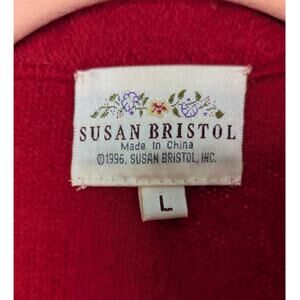 SUSAN BRISTOL
Made in China
©1996, SUSAN BRISTOL, INC.
L